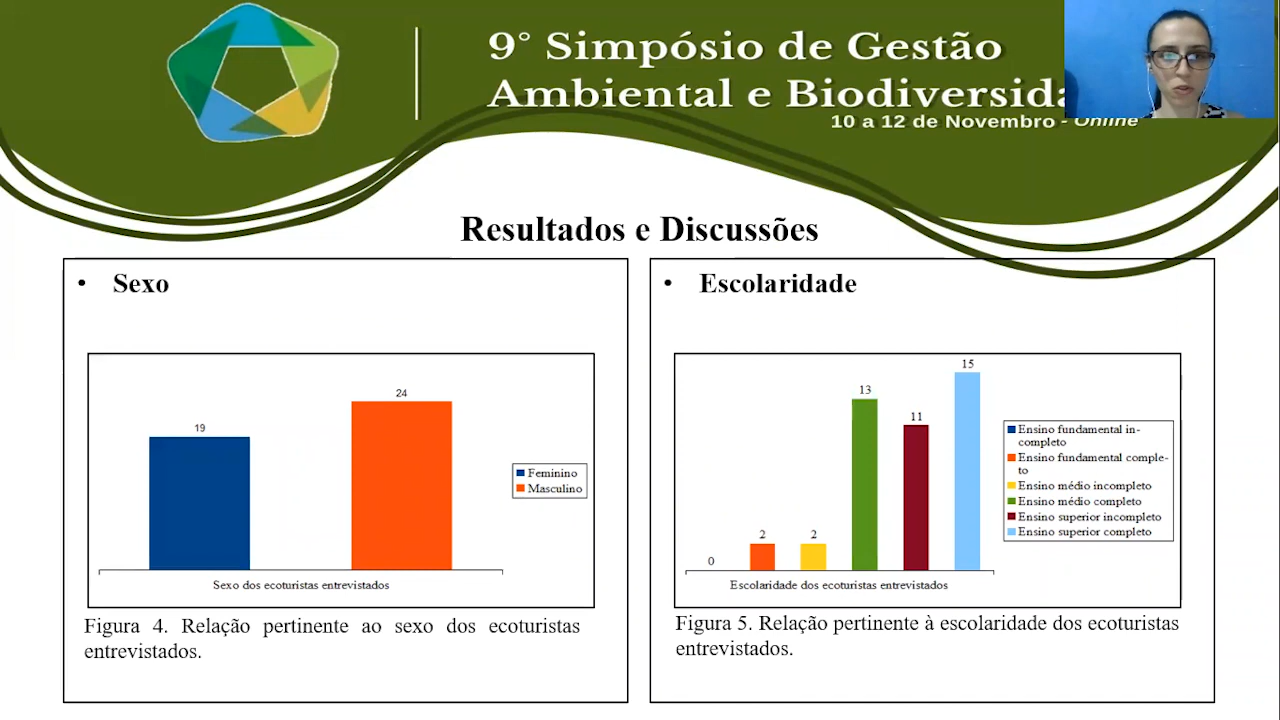 9° Simpósio de Gestão
Ambiental e Biodiversida
10 a 12 de Novembro - Online
Resultados e Discussões
• Sexo
19
24
Feminino
Masculino
Sexo dos ecoturistas entrevistados
Figura 4. Relação pertinente ao sexo dos ecoturistas
entrevistados.
• Escolaridade
0
2
2
13
11
15
Ensino fundamental in-
completo
Ensino fundamental comple-
to
Ensino médio incompleto
Ensino médio completo
Ensino superior incompleto
Ensino superior completo
Escolaridade dos ecoturistas entrevistados
Figura 5. Relação pertinente à escolaridade dos ecoturistas
entrevistados.